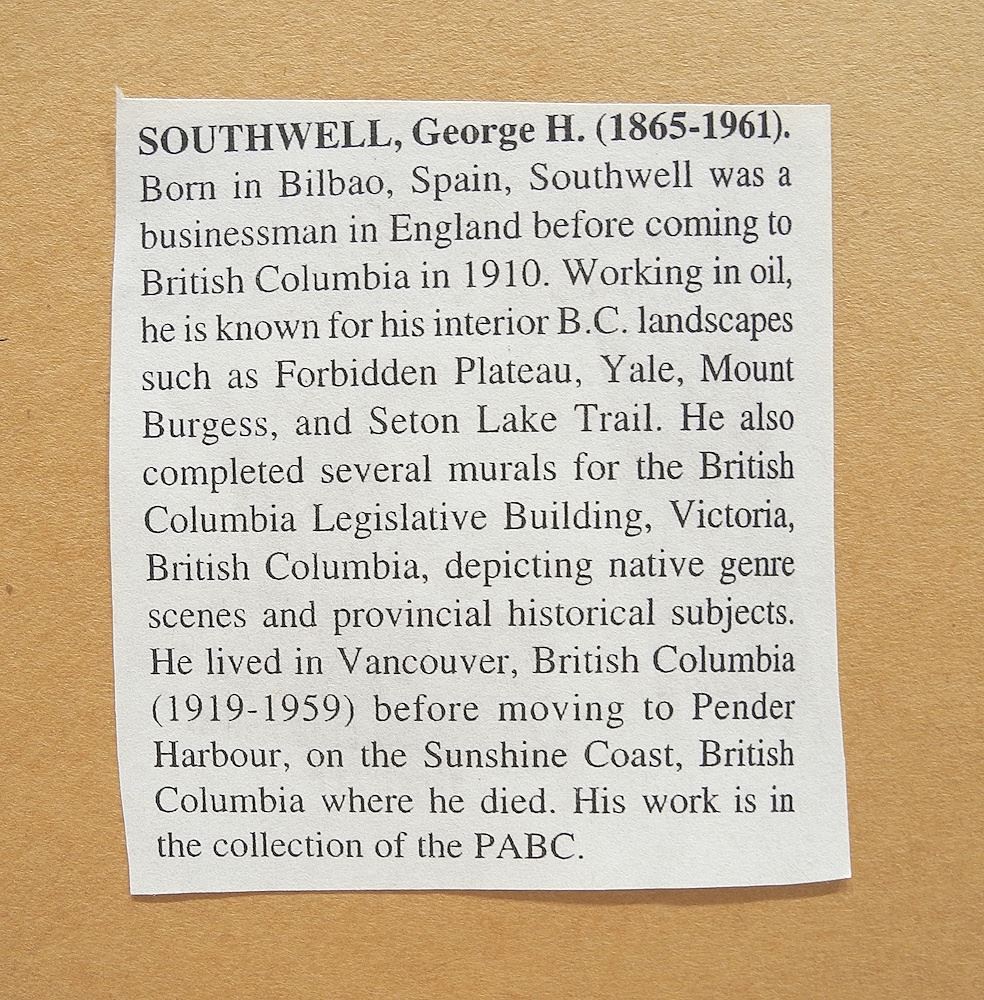 SOUTHWELL, George H. (1865-1961).
Born in Bilbao, Spain, Southwell was a
businessman in England before coming to
British Columbia in 1910. Working in oil,
he is known for his interior B.C. landscapes
such as Forbidden Plateau, Yale, Mount
Burgess, and Seton Lake Trail. He also
completed several murals for the British
Columbia Legislative Building, Victoria,
British Columbia, depicting native genre
scenes and provincial historical subjects.
He lived in Vancouver, British Columbia
(1919-1959) before moving to Pender
Harbour, on the Sunshine Coast, British
Columbia where he died. His work is in
the collection of the PABC.